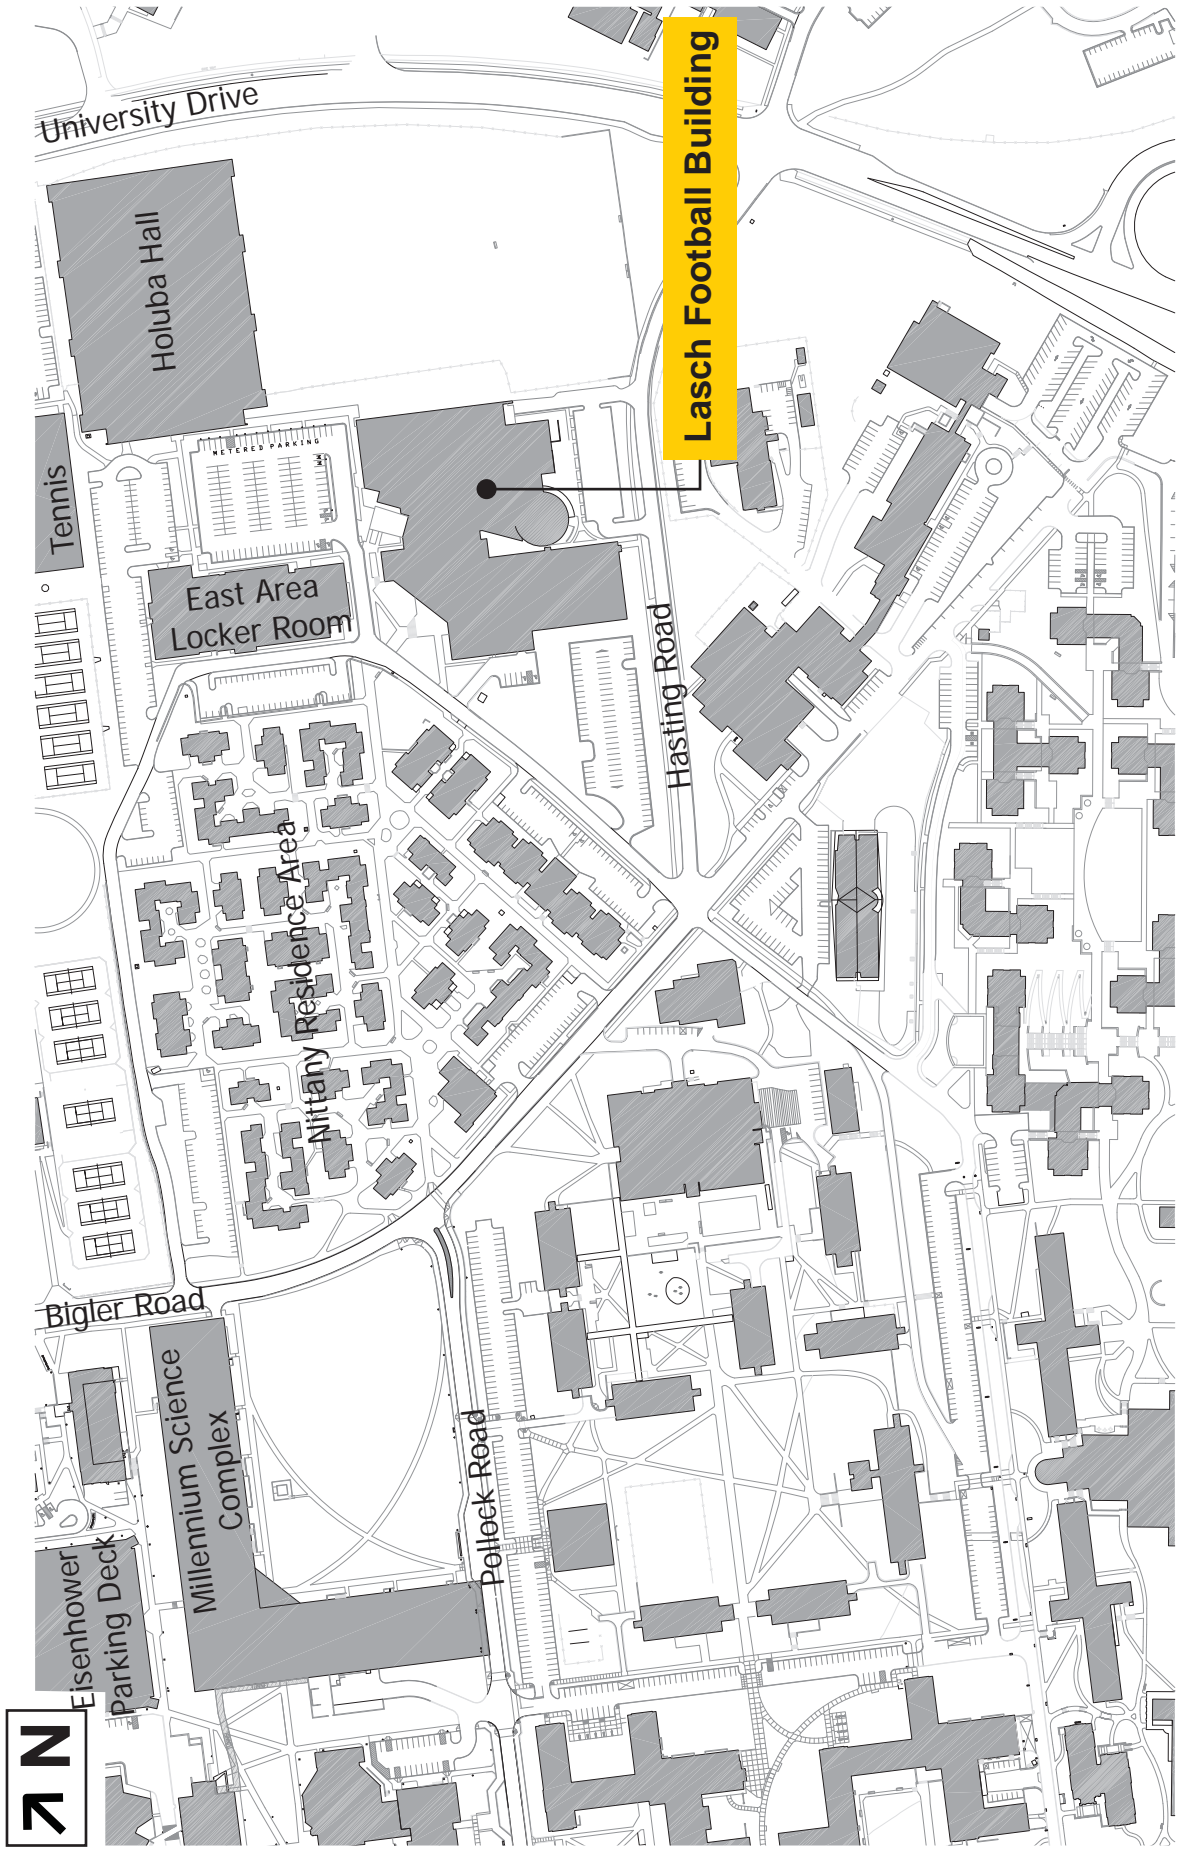 University Drive
Lasch Football Building
Holuba Hall
METERED PARKING
Tennis
East Area
Locker Room
Hasting Road
Nittany Residence Area
Bigler Road
Millennium Science
Complex
Pollock Road
Eisenhower
Parking Deck
N